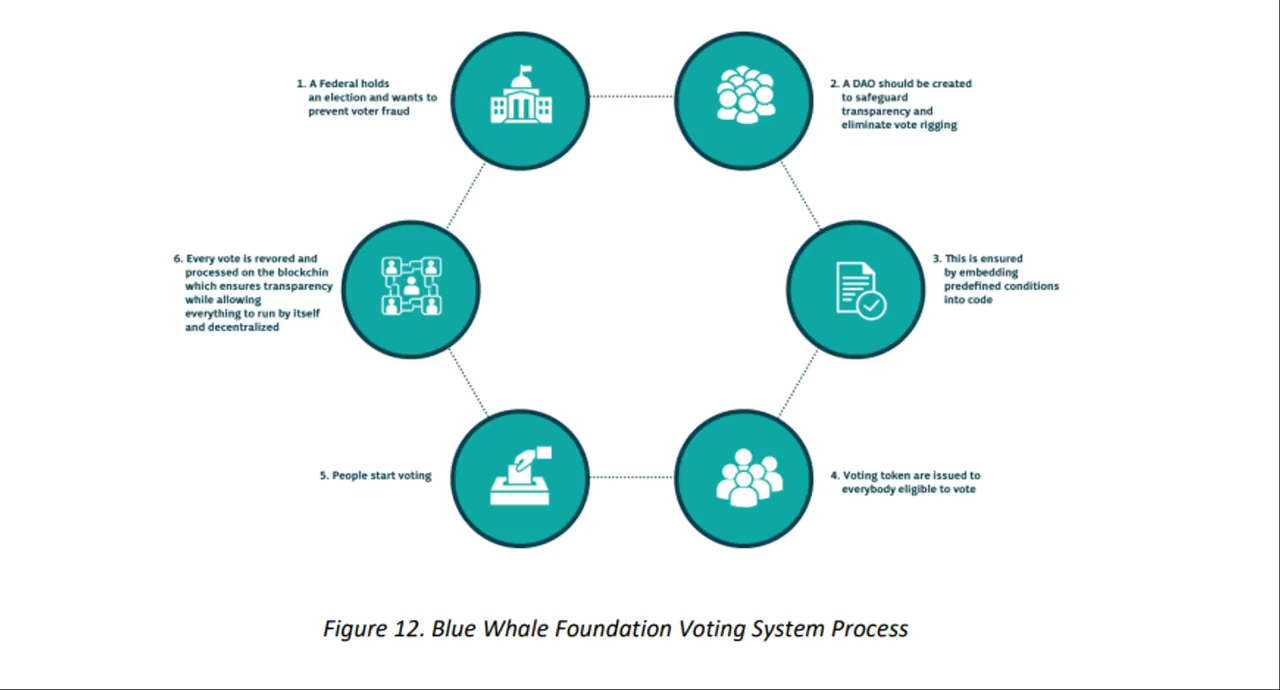 1. A Federal holds
an election and wants to
prevent voter fraud
2. A DAO should be created
to safeguard
transparency and
eliminate vote rigging
3. This is ensured
by embedding
predefined conditions
into code
4. Voting token are issued to
everybody eligible to vote
5. People start voting
6. Every vote is revored and
processed on the blockchin
which ensures transparency
while allowing
everything to run by itself
and decentralized
Figure 12. Blue Whale Foundation Voting System Process